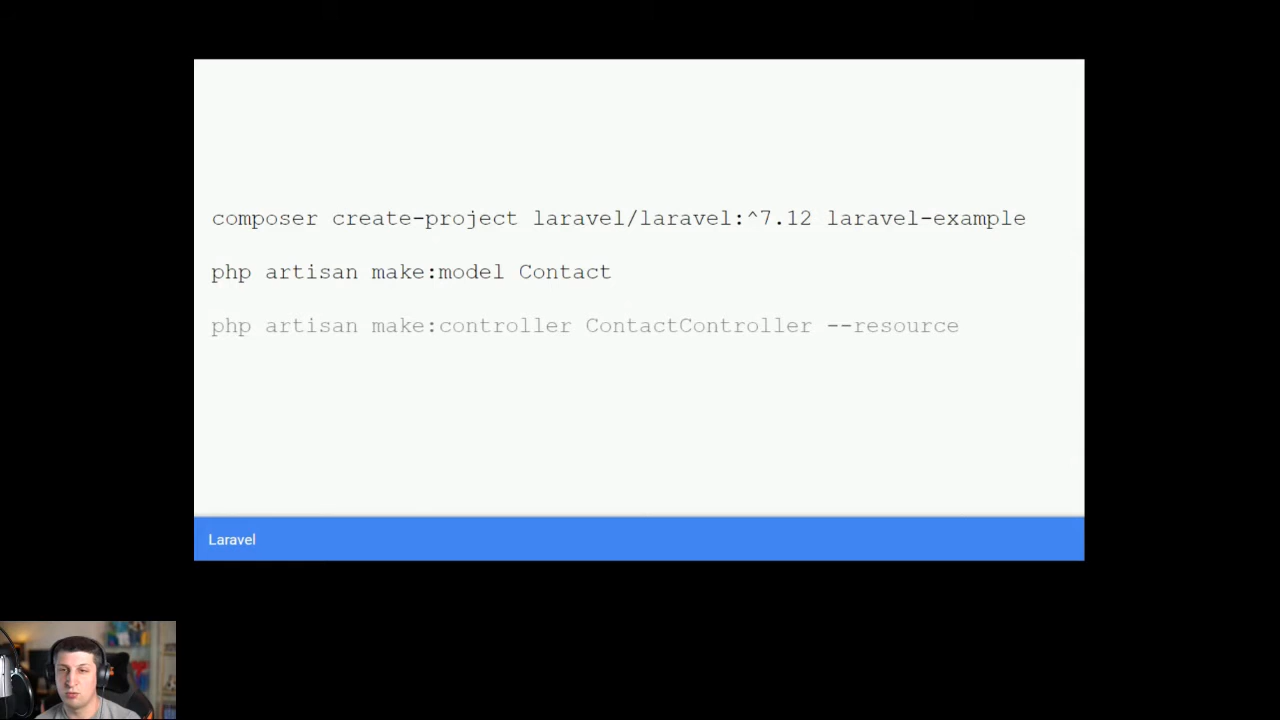 composer create-project laravel/laravel:^7.12 laravel-example
php artisan make:model Contact
php artisan make:controller ContactController --resource
Laravel